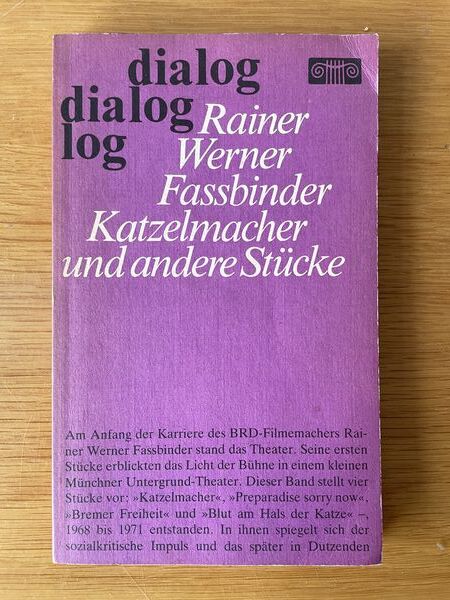 dialog
dialog
log
Rainer
Werner
Fassbinder
Katzelmacher
und andere Stücke
Am Anfang der Karriere des BRD-Filmemachers Rai-
ner Werner Fassbinder stand das Theater. Seine ersten
Stücke erblickten das Licht der Bühne in einem kleinen
Münchner Untergrund-Theater. Dieser Band stellt vier
Stücke vor: »Katzelmacher«, »Preparadise sorry now«,
»Bremer Freiheit« und »Blut am Hals der Katze« –,
1968 bis 1971 entstanden. In ihnen spiegelt sich der
sozialkritische Impuls und das später in Dutzenden